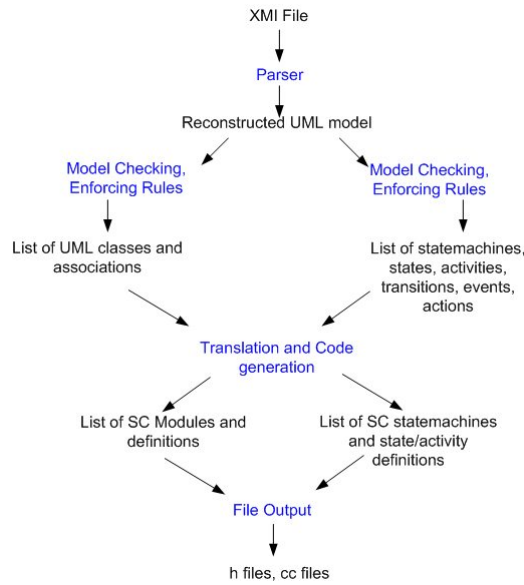 XMI File
Parser
Reconstructed UML model
Model Checking,
Enforcing Rules
Model Checking,
Enforcing Rules
List of UML classes and
associations
List of statemachines,
states, activities,
transitions, events,
actions
Translation and Code
generation
List of SC Modules and
definitions
List of SC statemachines
and state/activity
definitions
File Output
h files, cc files